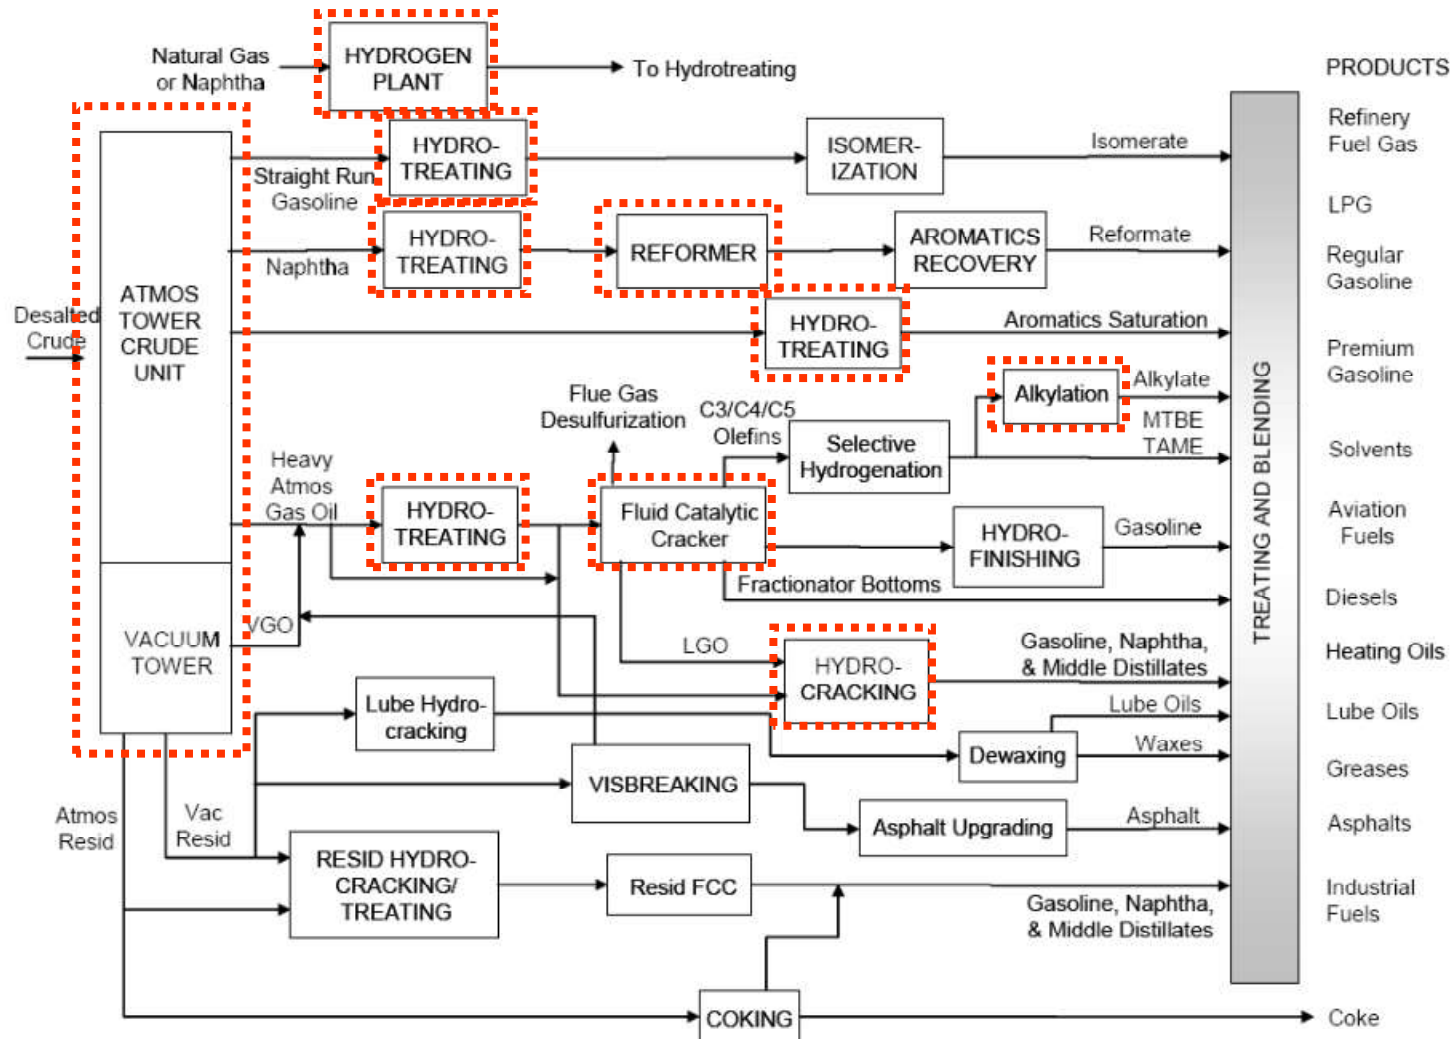 Natural Gas
or Naphtha
HYDROGEN
PLANT
To Hydrotreating
PRODUCTS
HYDRO-
TREATING
Straight Run
Gasoline
ISOMER-
IZATION
Isomerate
Refinery
Fuel Gas
LPG
Naphtha
HYDRO-
TREATING
REFORMER
AROMATICS
RECOVERY
Reformate
Regular
Gasoline
Desalted
Crude
ATMOS
TOWER
CRUDE
UNIT
HYDRO-
TREATING
Aromatics Saturation
Premium
Gasoline
Flue Gas
Desulfurization
C3/C4/C5
Olefins
Selective
Hydrogenation
Alkylation
Alkylate
MTBE
TAME
TREATING AND BLENDING
Solvents
Heavy
Atmos
Gas Oil
HYDRO-
TREATING
Fluid Catalytic
Cracker
HYDRO-
FINISHING
Gasoline
Aviation
Fuels
Fractionator Bottoms
Diesels
VACUUM
TOWER
VGO
LGO
HYDRO-
CRACKING
Gasoline, Naphtha,
& Middle Distillates
Heating Oils
Lube Hydro-
cracking
Lube Oils
Lube Oils
Dewaxing
Waxes
Greases
VISBREAKING
Atmos
Resid
Vac
Resid
Asphalt Upgrading
Asphalt
Asphalts
RESID HYDRO-
CRACKING/
TREATING
Resid FCC
Gasoline, Naphtha,
& Middle Distillates
Industrial
Fuels
COKING
Coke